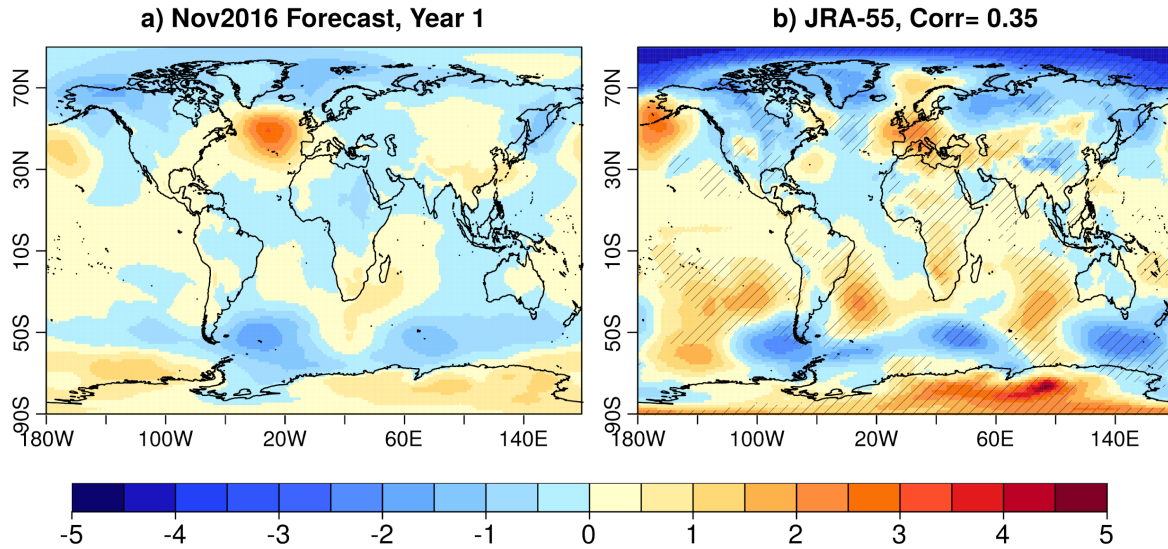 a) Nov2016 Forecast, Year 1
b) JRA-55, Corr= 0.35
70N
30N
10S
50S
90S
180W 100W 20W 60E 140E
70N
30N
10S
50S
90S
180W 100W 20W 60E 140E
-5 -4 -3 -2 -1 0 1 2 3 4 5